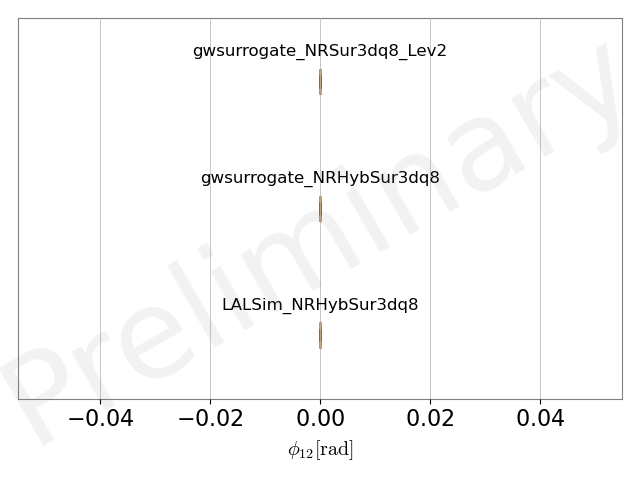 gwsurrogate_NRSur3dq8_Lev2
gwsurrogate_NRHybSur3dq8
LALSim_NRHybSur3dq8
Preliminary
−0.04 −0.02 0.00 0.02 0.04
ϕ₁₂[rad]